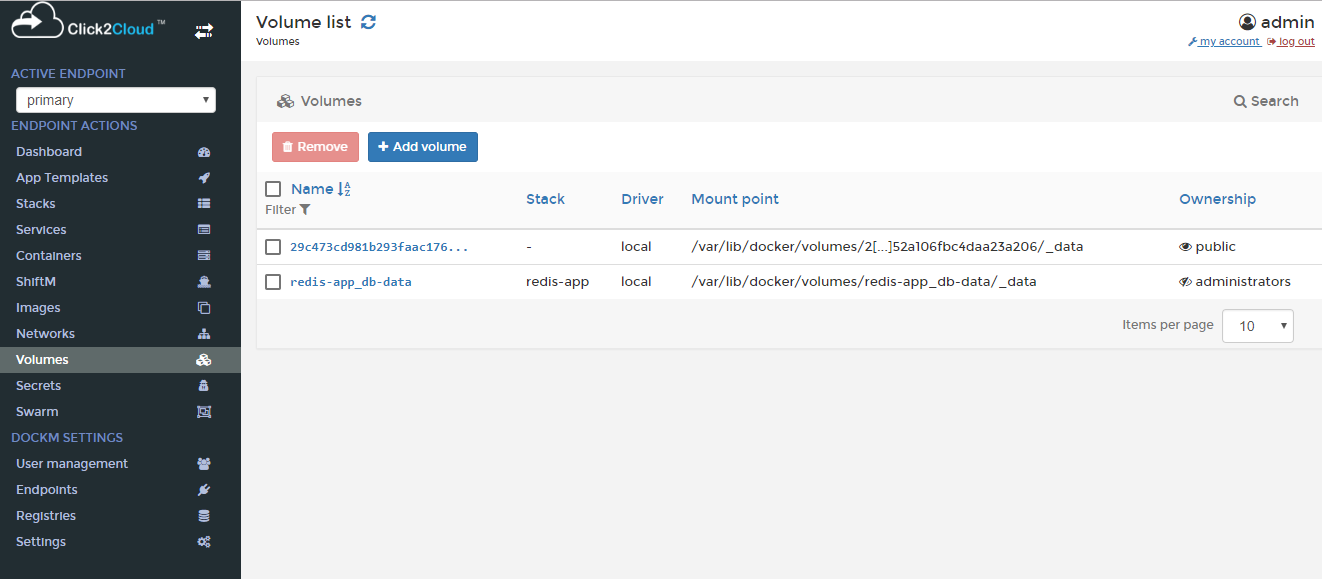 Click2Cloud™
ACTIVE ENDPOINT
primary
ENDPOINT ACTIONS
Dashboard
App Templates
Stacks
Services
Containers
ShiftM
Images
Networks
Volumes
Secrets
Swarm
DOCKM SETTINGS
User management
Endpoints
Registries
Settings
Volume list
Volumes
admin
my account log out
Volumes
Search
Remove Add volume
Name
Filter
Stack Driver Mount point Ownership
29c473cd981b293faac176... - local /var/lib/docker/volumes/2[...]52a106fbc4daa23a206/_data public
redis-app_db-data redis-app local /var/lib/docker/volumes/redis-app_db-data/_data administrators
Items per page 10